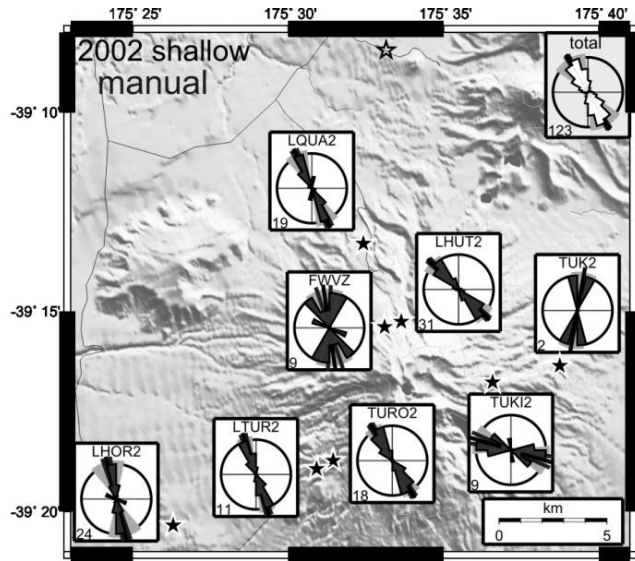 175° 25' 175° 30' 175° 35' 175° 40'
2002 shallow
manual
total
123
-39° 10'
LQUA2
19
LHUT2
31
TUK2
2
-39° 15'
FWVZ
9
TURO2
18
TUKI2
9
LTUR2
11
LHOR2
24
-39° 20'
km
0 5